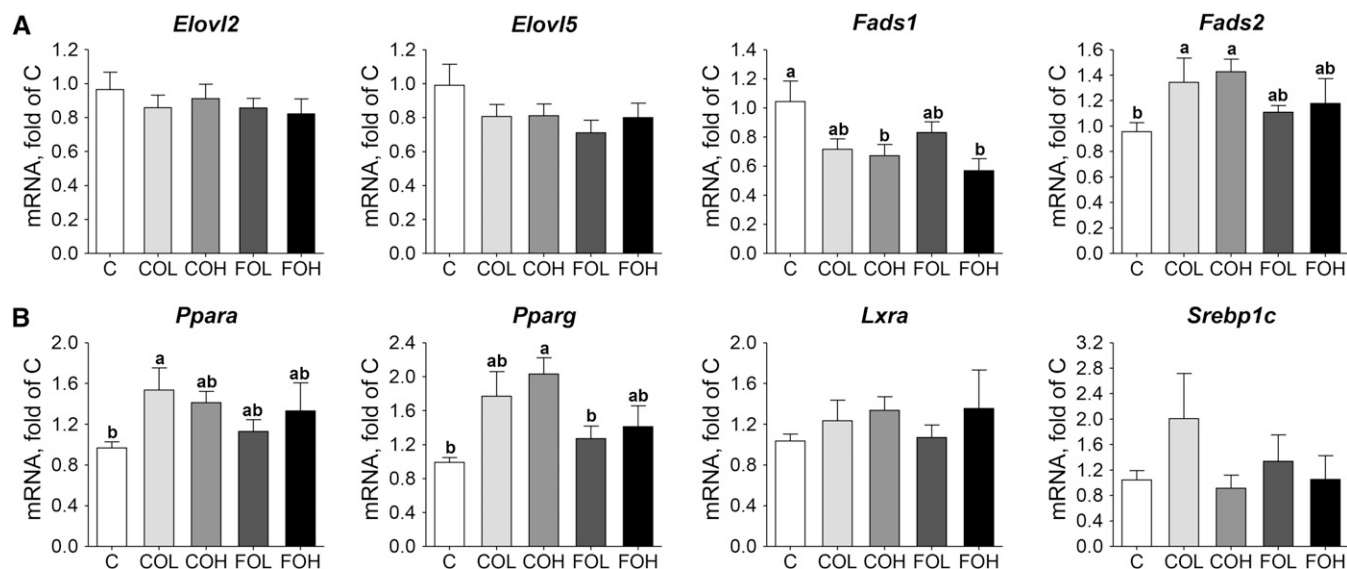 A
Elovl2
mRNA, fold of C
1.2
1.0
0.8
0.6
0.4
0.2
0.0
C COL COH FOL FOH
Elovl5
mRNA, fold of C
1.2
1.0
0.8
0.6
0.4
0.2
0.0
C COL COH FOL FOH
Fads1
mRNA, fold of C
1.4
1.2
1.0
0.8
0.6
0.4
0.2
0.0
a ab b ab b
C COL COH FOL FOH
Fads2
mRNA, fold of C
1.6
1.4
1.2
1.0
0.8
0.6
0.4
0.2
0.0
b a a ab ab
C COL COH FOL FOH
B
Ppara
mRNA, fold of C
2.0
1.6
1.2
0.8
0.4
0.0
b a ab ab ab
C COL COH FOL FOH
Pparg
mRNA, fold of C
2.4
2.0
1.6
1.2
0.8
0.4
0.0
b ab a b ab
C COL COH FOL FOH
Lxra
mRNA, fold of C
2.0
1.6
1.2
0.8
0.4
0.0
C COL COH FOL FOH
Srebp1c
mRNA, fold of C
3.2
2.8
2.4
2.0
1.6
1.2
0.8
0.4
0.0
C COL COH FOL FOH